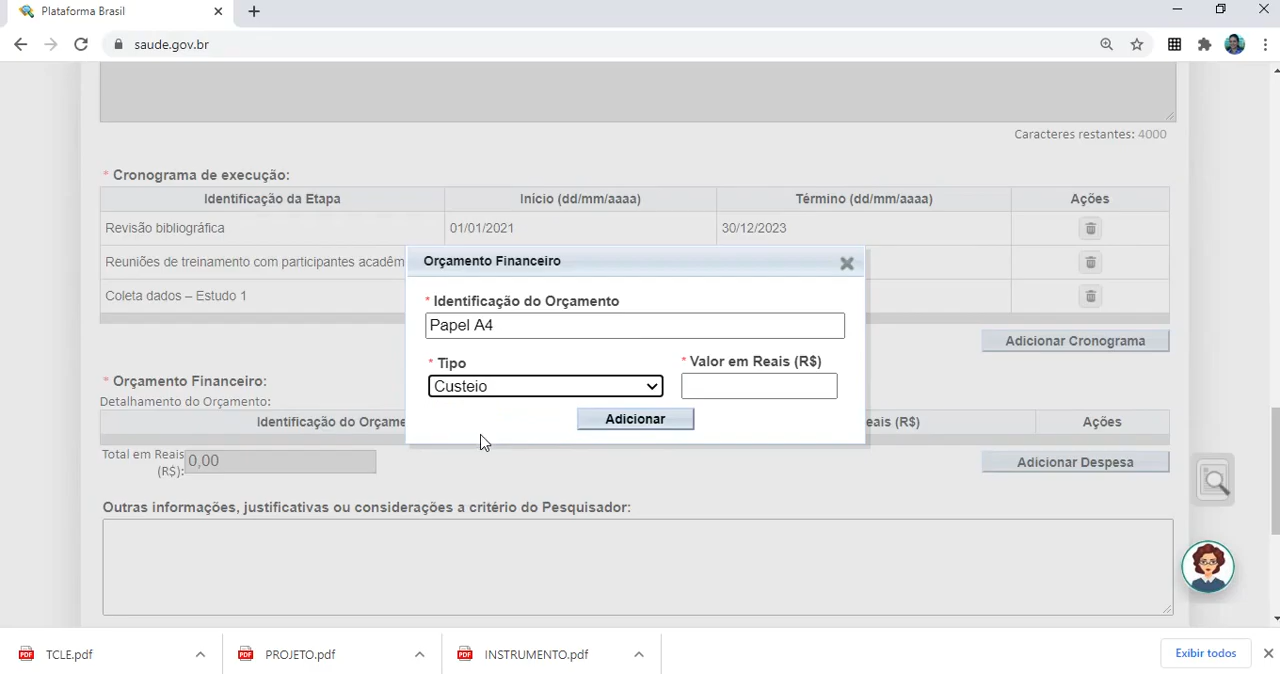 Plataforma Brasil
saude.gov.br
Caracteres restantes: 4000
* Cronograma de execução:
Identificação da Etapa Início (dd/mm/aaaa) Término (dd/mm/aaaa) Ações
Revisão bibliográfica 01/01/2021 30/12/2023
Reuniões de treinamento com participantes acadêm
Coleta dados – Estudo 1
Adicionar Cronograma
Orçamento Financeiro
* Identificação do Orçamento
Papel A4
* Tipo * Valor em Reais (R$)
Custeio
Adicionar
* Orçamento Financeiro:
Detalhamento do Orçamento:
Identificação do Orçame eais (R$) Ações
Total em Reais
(R$): 0,00
Adicionar Despesa
Outras informações, justificativas ou considerações a critério do Pesquisador:
TCLE.pdf PROJETO.pdf INSTRUMENTO.pdf Exibir todos